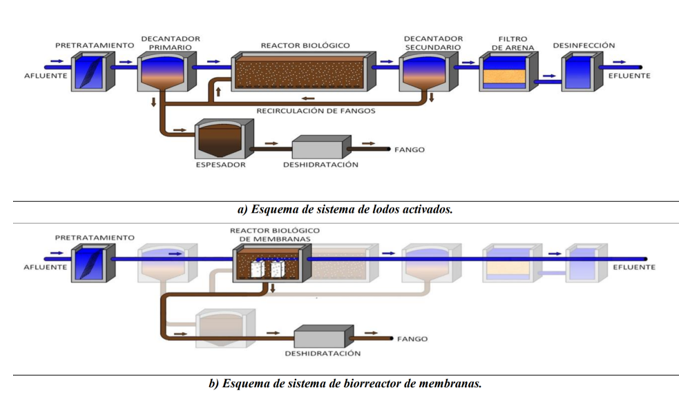 DECANTADOR
PRIMARIO
PRETRATAMIENTO
REACTOR BIOLÓGICO
DECANTADOR
SECUNDARIO
FILTRO
DE ARENA
DESINFECCIÓN
AFLUENTE
EFLUENTE
RECIRCULACIÓN DE FANGOS
ESPESADOR
DESHIDRATACIÓN
FANGO
a) Esquema de sistema de lodos activados.
PRETRATAMIENTO
REACTOR BIOLÓGICO
DE MEMBRANAS
AFLUENTE
EFLUENTE
DESHIDRATACIÓN
FANGO
b) Esquema de sistema de biorreactor de membranas.